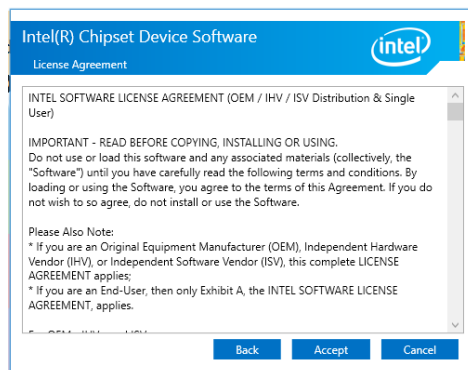 Intel(R) Chipset Device Software
License Agreement
intel
INTEL SOFTWARE LICENSE AGREEMENT (OEM / IHV / ISV Distribution & Single
User)
IMPORTANT - READ BEFORE COPYING, INSTALLING OR USING.
Do not use or load this software and any associated materials (collectively, the
"Software") until you have carefully read the following terms and conditions. By
loading or using the Software, you agree to the terms of this Agreement. If you do
not wish to so agree, do not install or use the Software.
Please Also Note:
* If you are an Original Equipment Manufacturer (OEM), Independent Hardware
Vendor (IHV), or Independent Software Vendor (ISV), this complete LICENSE
AGREEMENT applies;
* If you are an End-User, then only Exhibit A, the INTEL SOFTWARE LICENSE
AGREEMENT, applies.
Back Accept Cancel